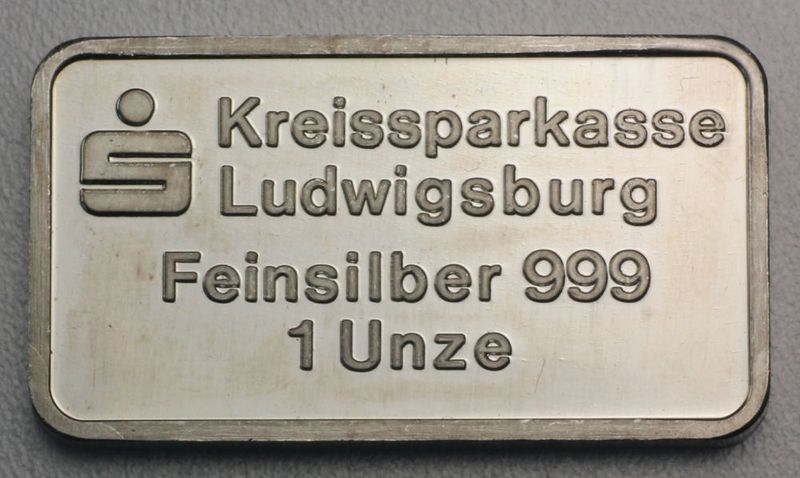 Kreissparkasse
Ludwigsburg
Feinsilber 999
1 Unze